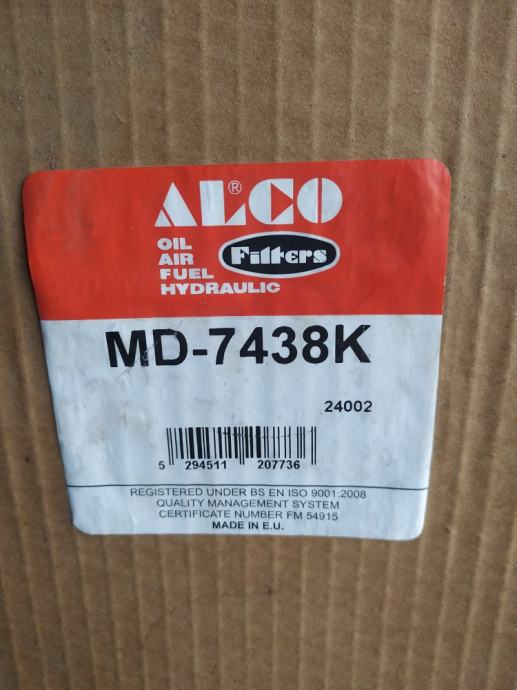 ALCO®
OIL
AIR
FUEL
HYDRAULIC
Filters
MD-7438K
24002
5 294511 207736
REGISTERED UNDER BS EN ISO 9001:2008
QUALITY MANAGEMENT SYSTEM
CERTIFICATE NUMBER FM 54915
MADE IN E.U.